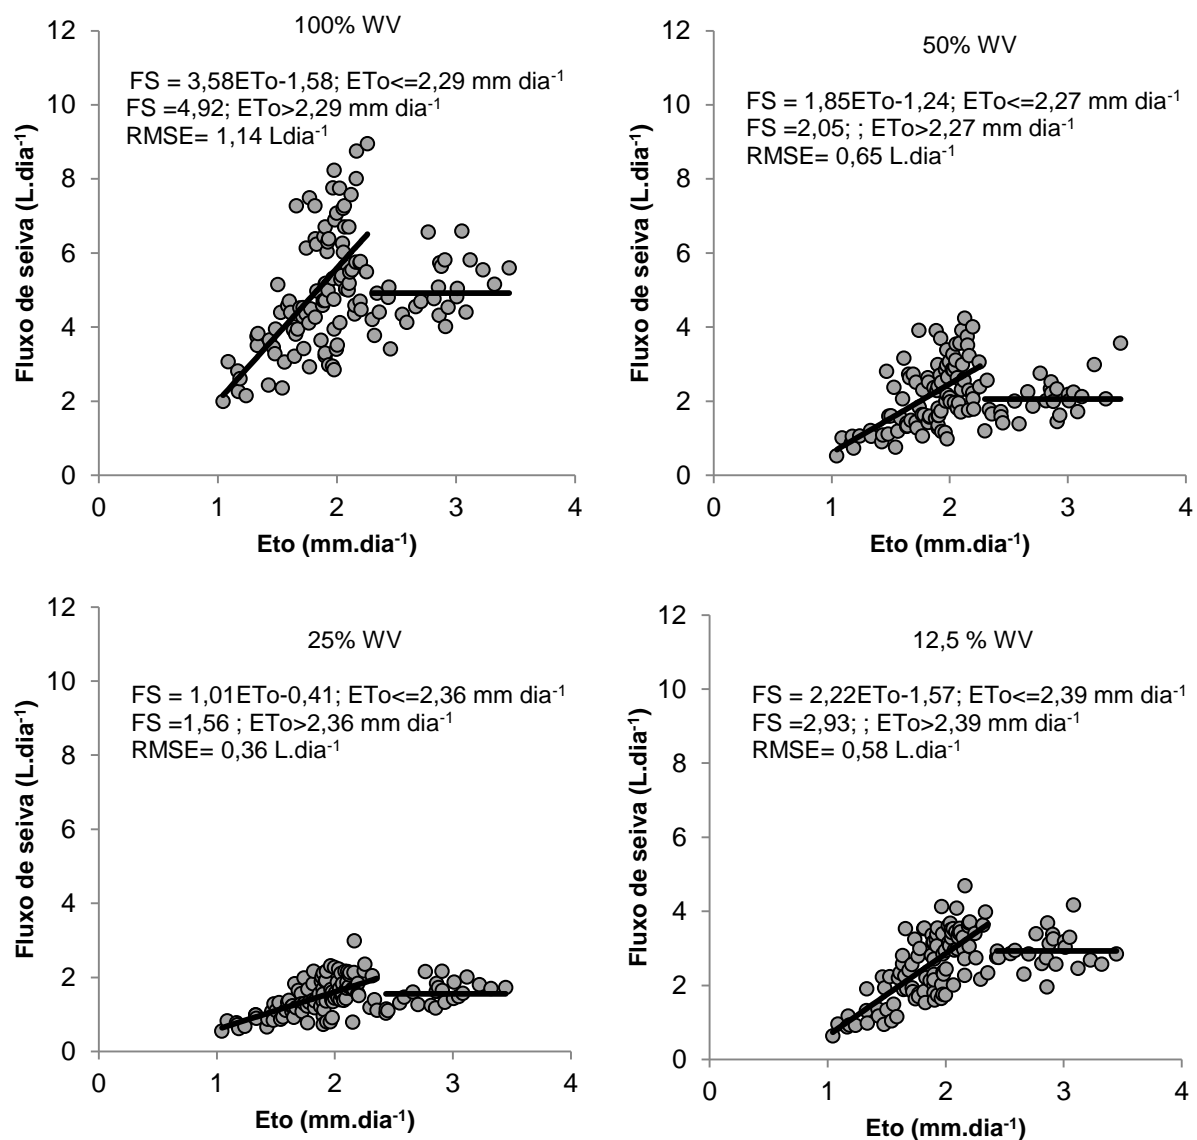 100% WV
FS = 3,58ETo-1,58; ETo<=2,29 mm dia⁻¹
FS =4,92; ETo>2,29 mm dia⁻¹
RMSE= 1,14 Ldia⁻¹
Fluxo de seiva (L.dia⁻¹)
12
10
8
6
4
2
0
0 1 2 3 4
Eto (mm.dia⁻¹)
50% WV
FS = 1,85ETo-1,24; ETo<=2,27 mm dia⁻¹
FS =2,05; ; ETo>2,27 mm dia⁻¹
RMSE= 0,65 L.dia⁻¹
Fluxo de seiva (L.dia⁻¹)
12
10
8
6
4
2
0
0 1 2 3 4
Eto (mm.dia⁻¹)
25% WV
FS = 1,01ETo-0,41; ETo<=2,36 mm dia⁻¹
FS =1,56 ; ETo>2,36 mm dia⁻¹
RMSE= 0,36 L.dia⁻¹
Fluxo de seiva (L.dia⁻¹)
12
10
8
6
4
2
0
0 1 2 3 4
Eto (mm.dia⁻¹)
12,5 % WV
FS = 2,22ETo-1,57; ETo<=2,39 mm dia⁻¹
FS =2,93; ; ETo>2,39 mm dia⁻¹
RMSE= 0,58 L.dia⁻¹
Fluxo de seiva (L.dia⁻¹)
12
10
8
6
4
2
0
0 1 2 3 4
Eto (mm.dia⁻¹)